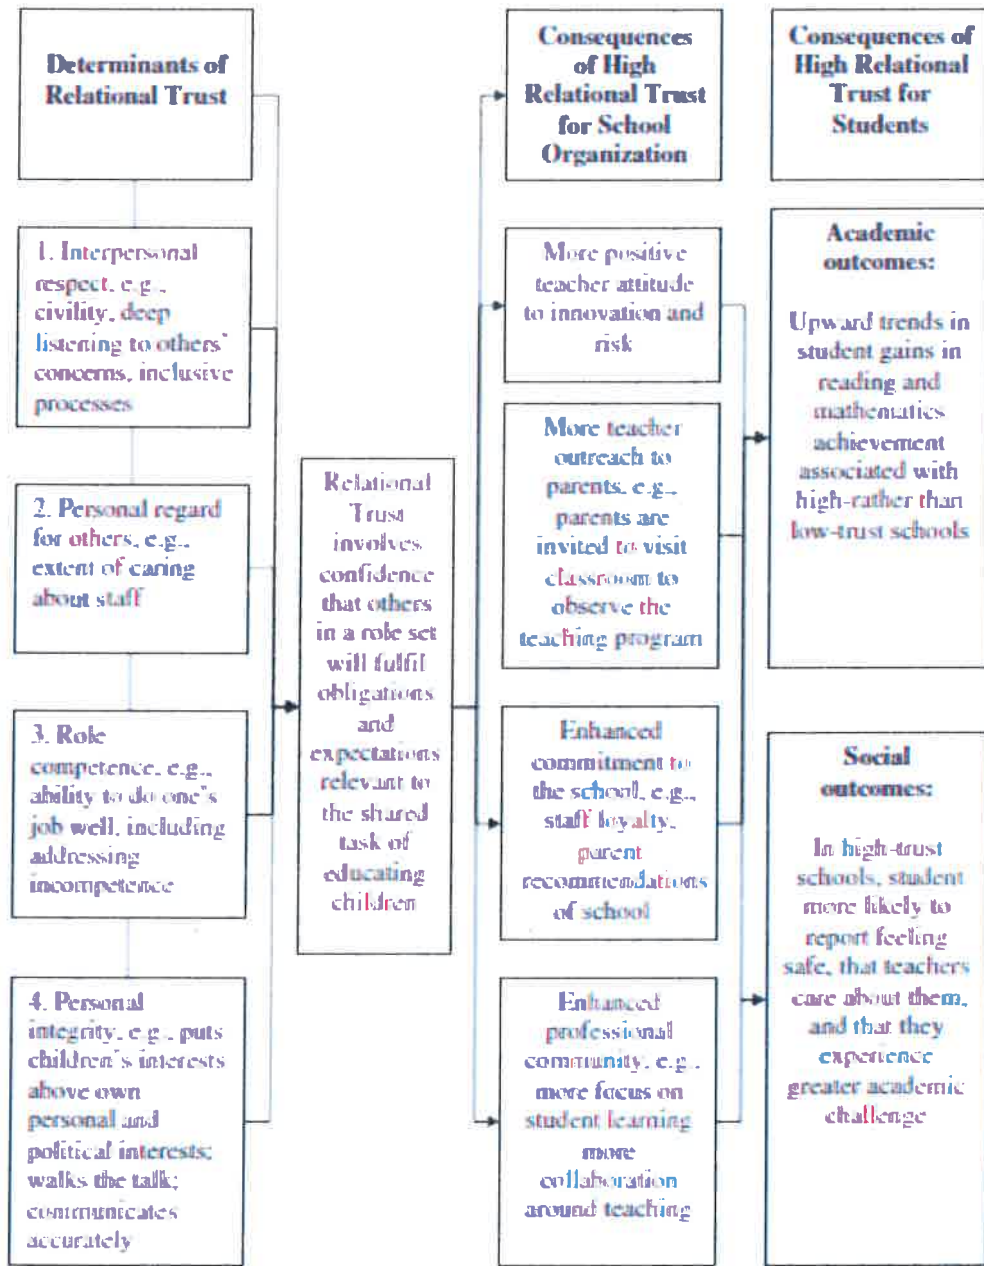 Determinants of
Relational Trust
1. Interpersonal
respect, e.g.,
civility, deep
listening to others'
concerns, inclusive
processes
2. Personal regard
for others, e.g.,
extent of caring
about staff
3. Role
competence, e.g.,
ability to do one's
job well, including
addressing
incompetence
4. Personal
integrity, e.g., puts
children's interests
above own
personal and
political interests;
walks the talk;
communicates
accurately
Relational
Trust
involves
confidence
that others
in a role set
will fulfil
obligations
and
expectations
relevant to
the shared
task of
educating
children
Consequences
of High
Relational Trust
for School
Organization
More positive
teacher attitude
to innovation and
risk
More teacher
outreach to
parents, e.g.,
parents are
invited to visit
classroom to
observe the
teaching program
Enhanced
commitment to
the school, e.g.,
staff loyalty,
parent
recommendations
of school
Enhanced
professional
community, e.g.,
more focus on
student learning
more
collaboration
around teaching
Consequences of
High Relational
Trust for
Students
Academic
outcomes:
Upward trends in
student gains in
reading and
mathematics
achievement
associated with
high-rather than
low-trust schools
Social
outcomes:
In high-trust
schools, student
more likely to
report feeling
safe, that teachers
care about them,
and that they
experience
greater academic
challenge